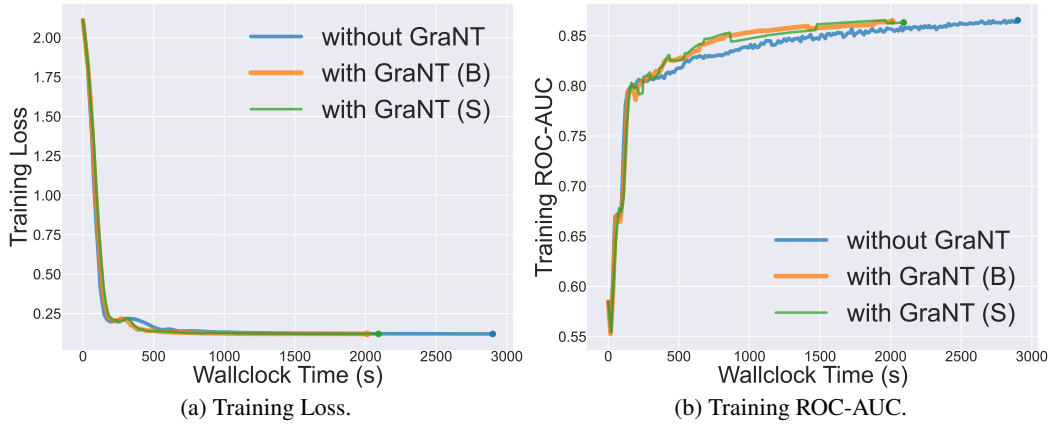 2.00
1.75
1.50
1.25
1.00
0.75
0.50
0.25
Training Loss
without GraNT
with GraNT (B)
with GraNT (S)
0 500 1000 1500 2000 2500 3000
Wallclock Time (s)
(a) Training Loss.
0.85
0.80
0.75
0.70
0.65
0.60
0.55
Training ROC-AUC
without GraNT
with GraNT (B)
with GraNT (S)
0 500 1000 1500 2000 2500 3000
Wallclock Time (s)
(b) Training ROC-AUC.